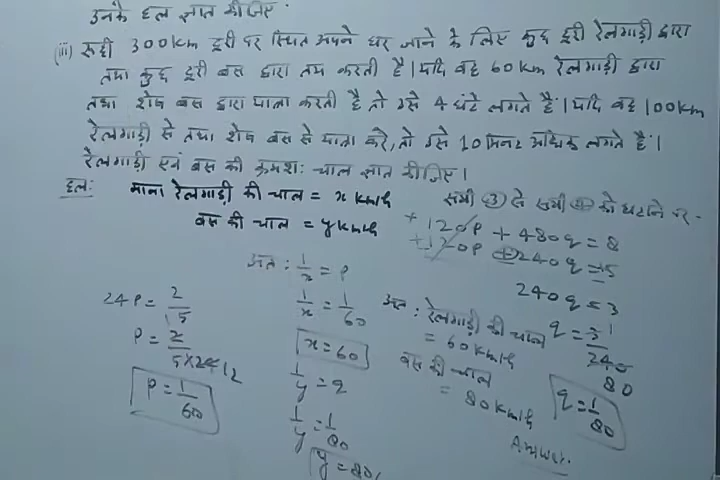 उनके हल ज्ञात कीजिए.
(iii) रूही 300km दूरी पर स्थित अपने घर जाने के लिए कुछ दूरी रेलगाड़ी द्वारा
तथा कुछ दूरी बस द्वारा तय करती है। यदि वह 60km रेलगाड़ी द्वारा
तथा शेष बस द्वारा यात्रा करती है तो उसे 4 घंटे लगते हैं। यदि वह 100km
रेलगाड़ी से तथा शेष बस से यात्रा करे, तो उसे 10 मिनट अधिक लगते हैं।
रेलगाड़ी एवं बस की क्रमशः चाल ज्ञात कीजिए।
हल: माना रेलगाड़ी की चाल = x km/h
बस की चाल = y km/h
समी ③ से समी ④ को घटाने पर-
+120P + 480q = 8
+120P + 240q = 5
240q = 3
q = 3/240
q = 1/80
24P = 2/5
P = 2/5×24 12
P = 1/60
अत: 1/x = P
1/x = 1/60
x = 60
1/y = q
1/y = 1/80
y = 80
अत: रेलगाड़ी की चाल
= 60km/h
बस की चाल
= 80km/h
Answer.